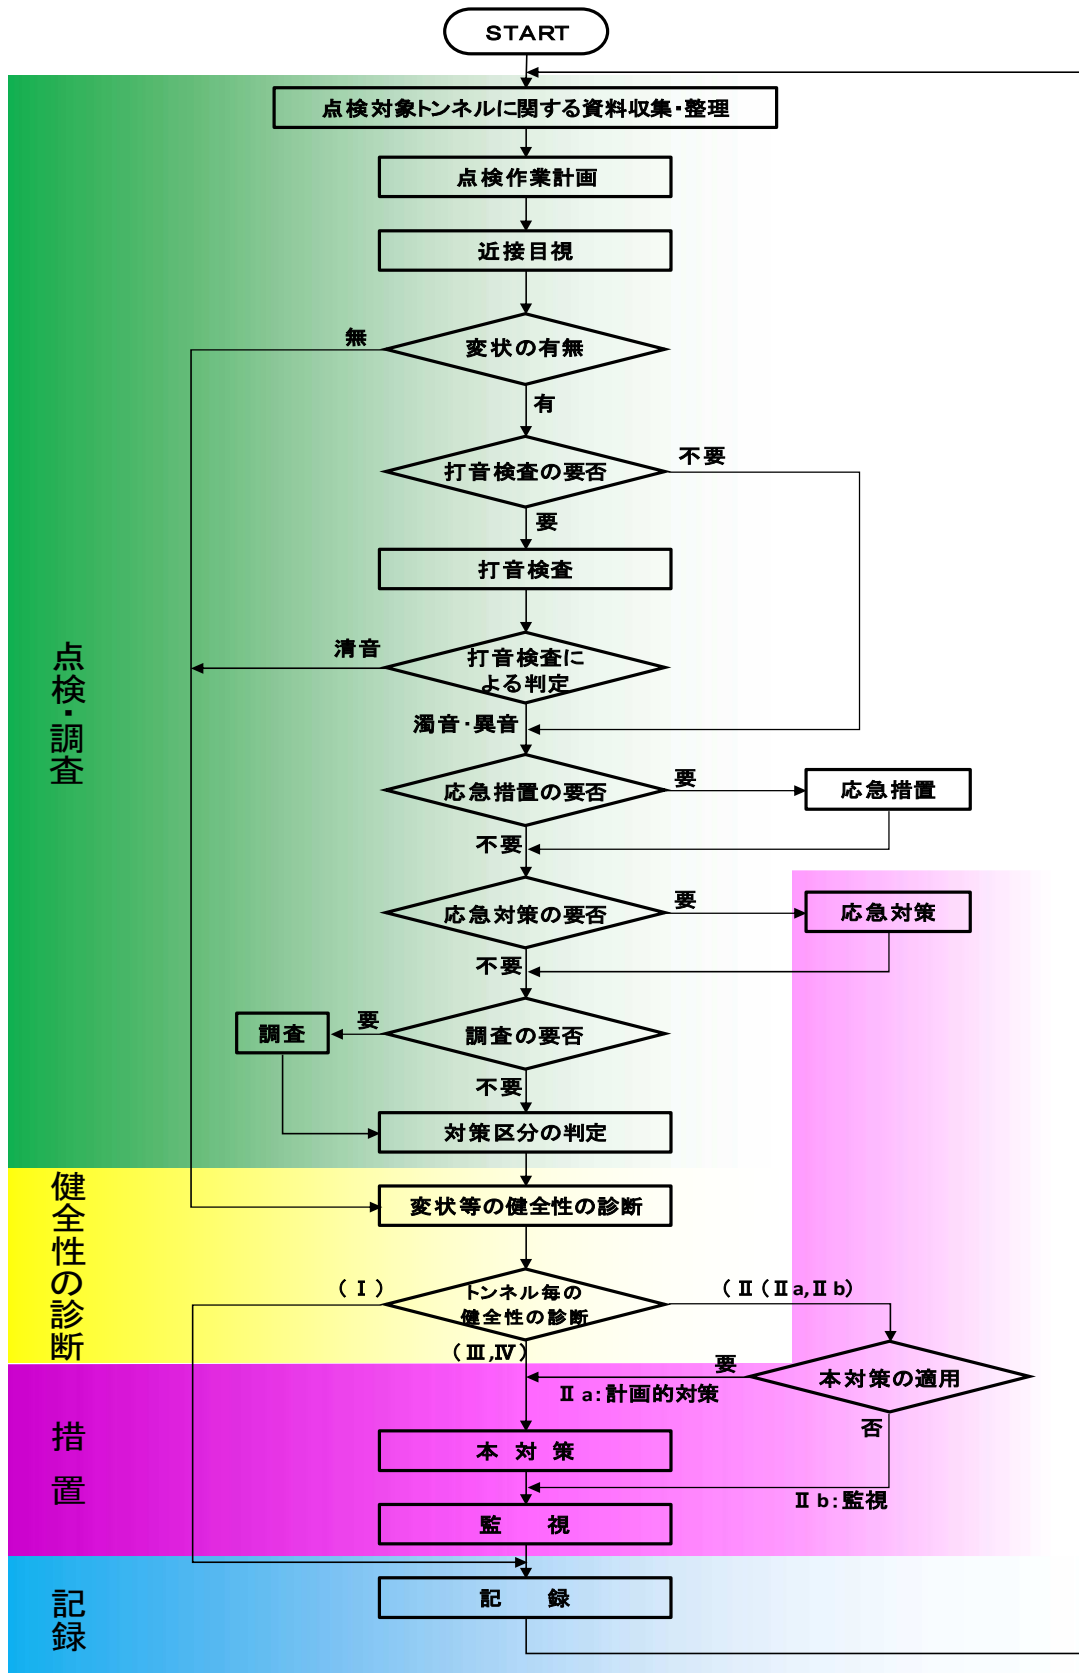 START
点検対象トンネルに関する資料収集・整理
点検作業計画
近接目視
変状の有無
無
有
打音検査の要否
不要
要
打音検査
打音検査に
よる判定
清音
濁音・異音
応急措置の要否
要
応急措置
不要
応急対策の要否
要
応急対策
不要
調査の要否
要
調査
不要
対策区分の判定
点検・調査
変状等の健全性の診断
トンネル毎の
健全性の診断
(Ⅰ)
(Ⅱ(Ⅱa,Ⅱb)
(Ⅲ,Ⅳ)
健全性の診断
本対策の適用
要
Ⅱa:計画的対策
否
本対策
Ⅱb:監視
監視
措置
記録
記録